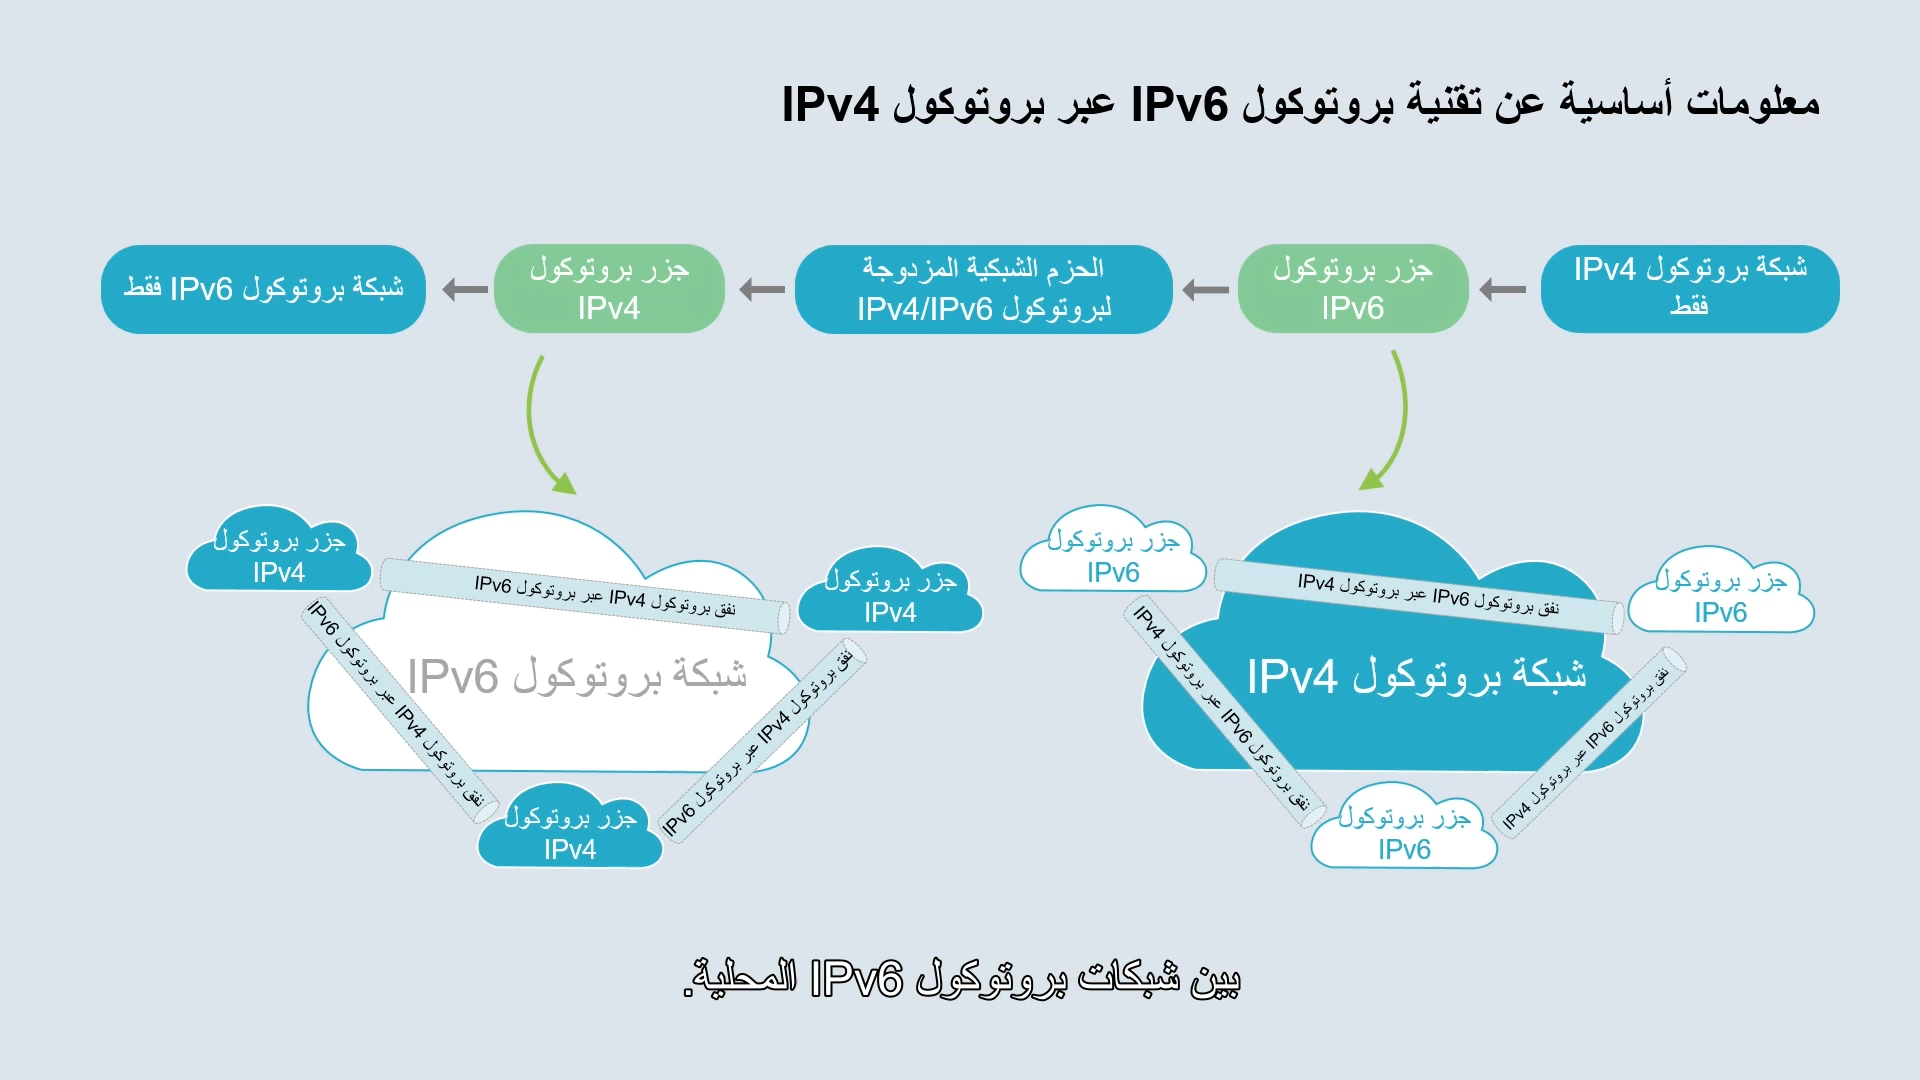 معلومات أساسية عن تقنية بروتوكول IPv6 عبر بروتوكول IPv4
شبكة بروتوكول IPv4
فقط
جزر بروتوكول
IPv6
الحزم الشبكية المزدوجة
لبروتوكول IPv4/IPv6
جزر بروتوكول
IPv4
شبكة بروتوكول IPv6 فقط
جزر بروتوكول
IPv6
نفق بروتوكول IPv6 عبر بروتوكول IPv4
جزر بروتوكول
IPv6
نفق بروتوكول IPv6 عبر بروتوكول IPv4
شبكة بروتوكول IPv4
نفق بروتوكول IPv6 عبر بروتوكول IPv4
جزر بروتوكول
IPv6
جزر بروتوكول
IPv4
نفق بروتوكول IPv4 عبر بروتوكول IPv6
جزر بروتوكول
IPv4
نفق بروتوكول IPv4 عبر بروتوكول IPv6
شبكة بروتوكول IPv6
نفق بروتوكول IPv4 عبر بروتوكول IPv6
جزر بروتوكول
IPv4
بين شبكات بروتوكول IPv6 المحلية.